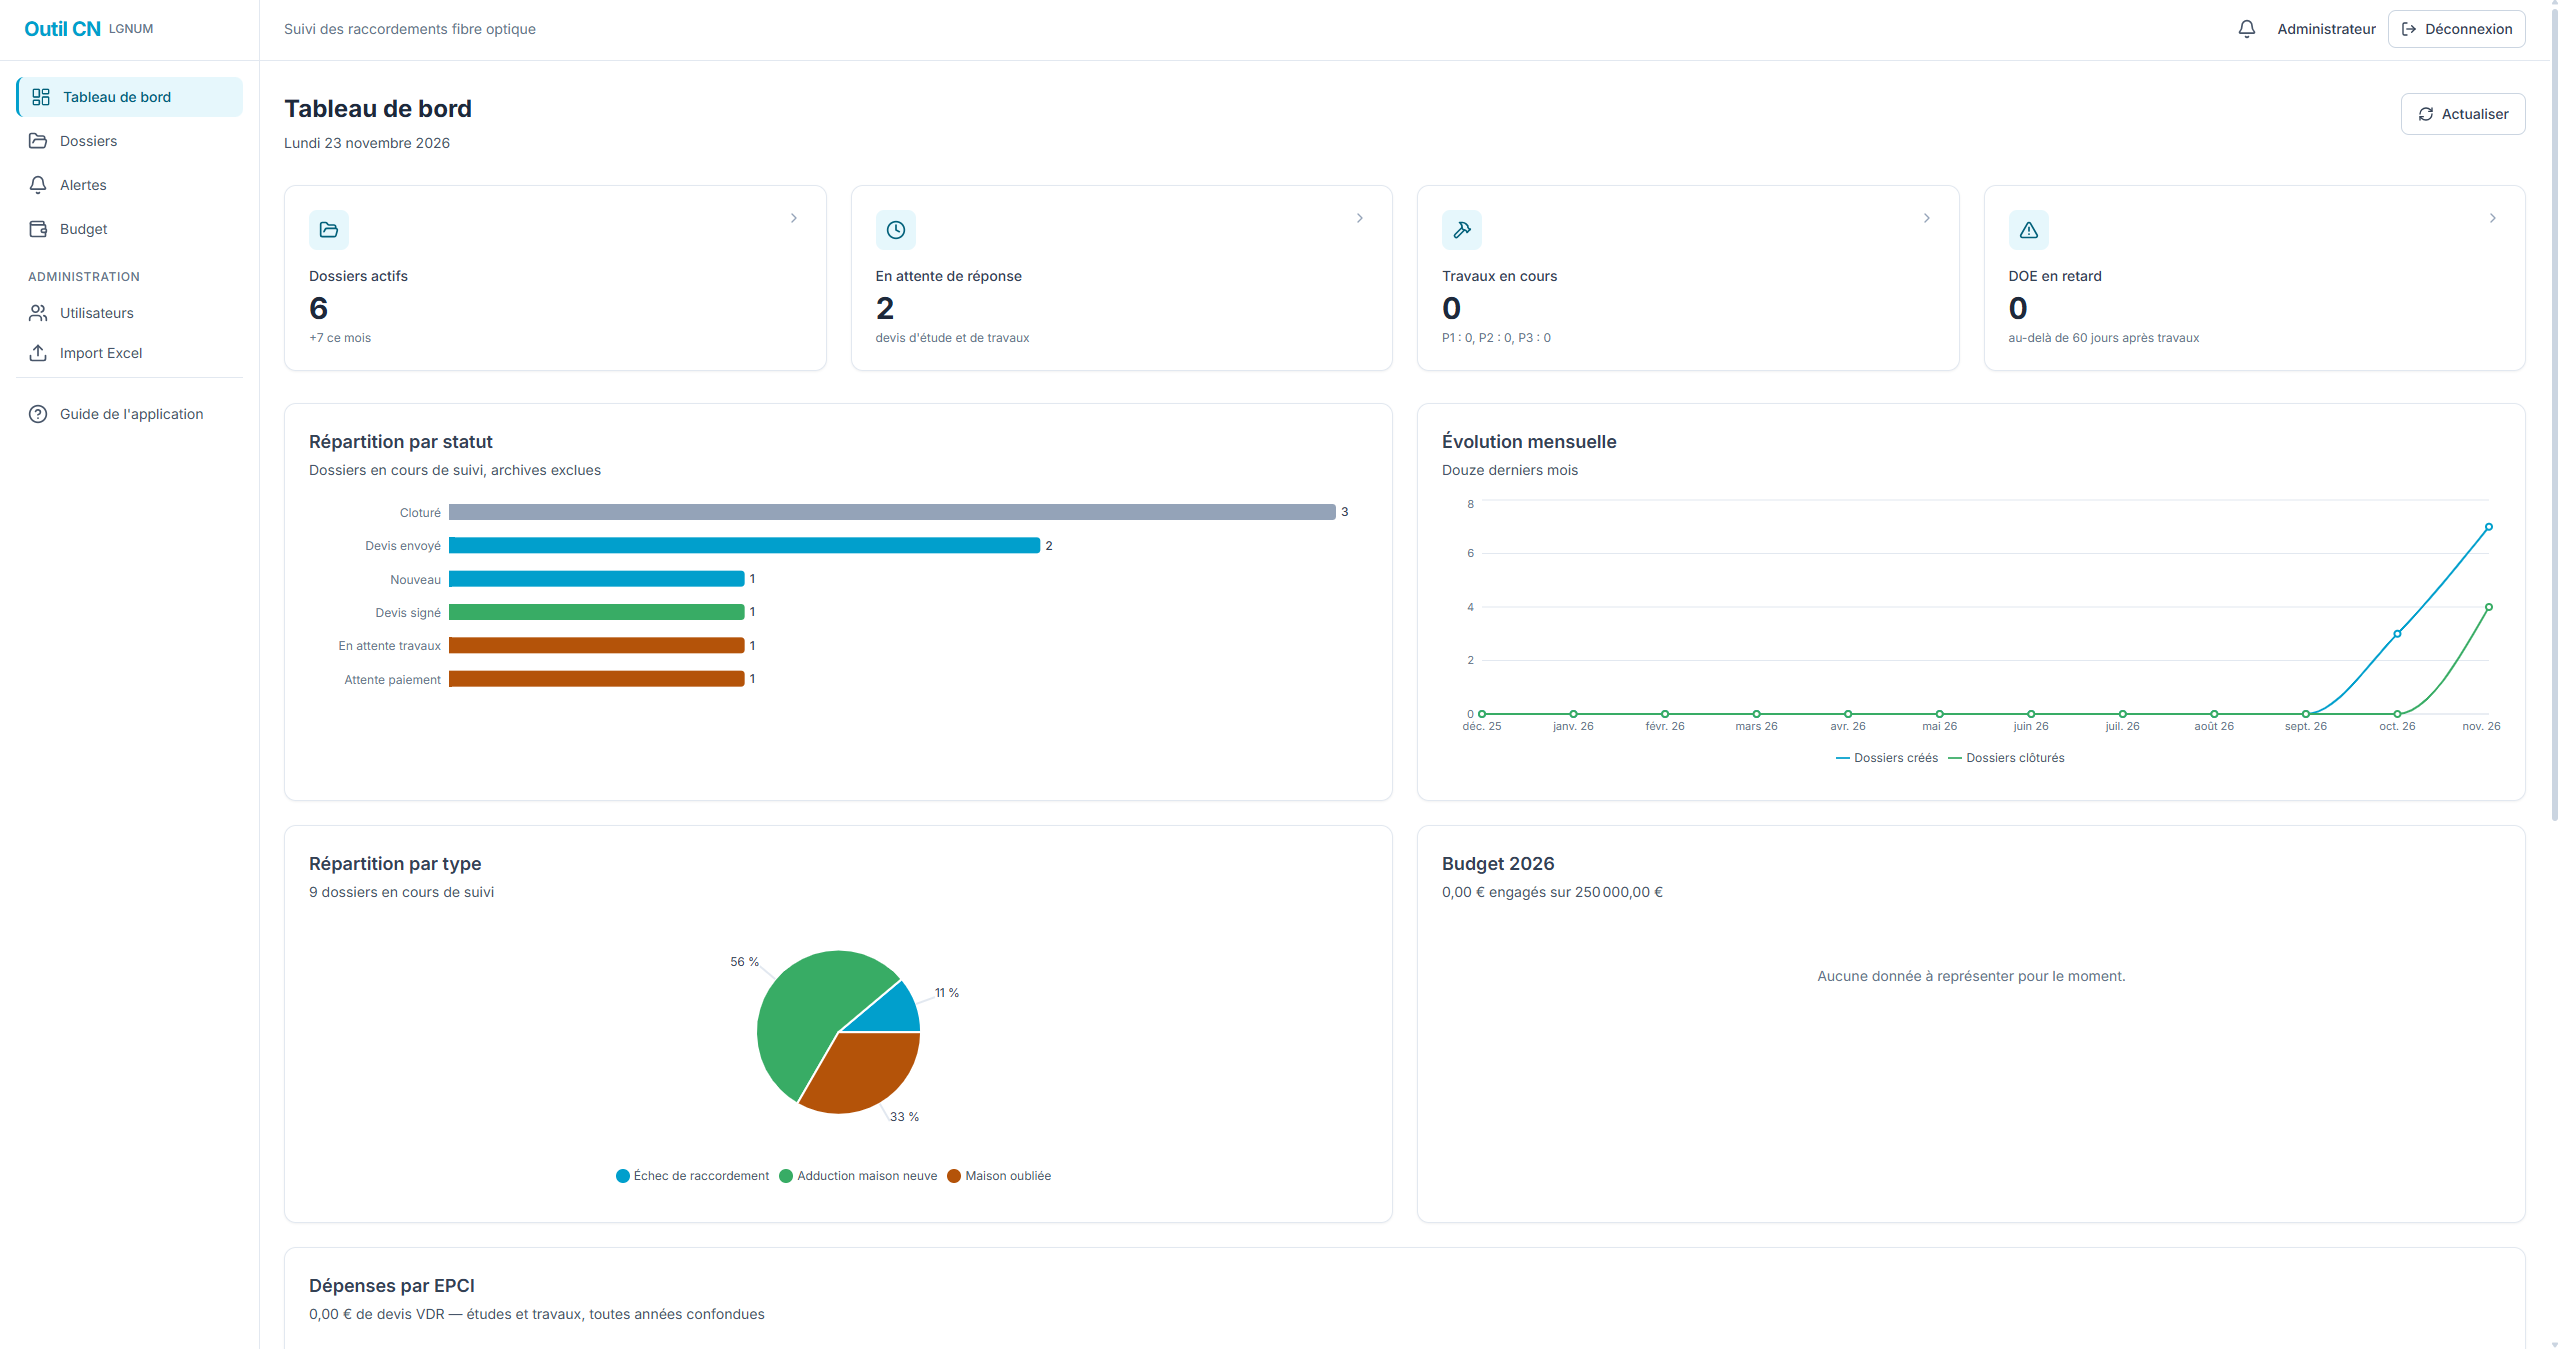 Outil CN LGNUM
Suivi des raccordements fibre optique
Administrateur
Déconnexion
Tableau de bord
Dossiers
Alertes
Budget
ADMINISTRATION
Utilisateurs
Import Excel
Guide de l'application
Tableau de bord
Lundi 23 novembre 2026
Actualiser
Dossiers actifs
6
+7 ce mois
En attente de réponse
2
devis d'étude et de travaux
Travaux en cours
0
P1 : 0, P2 : 0, P3 : 0
DOE en retard
0
au-delà de 60 jours après travaux
Répartition par statut
Dossiers en cours de suivi, archives exclues
Cloturé 3
Devis envoyé 2
Nouveau 1
Devis signé 1
En attente travaux 1
Attente paiement 1
Évolution mensuelle
Douze derniers mois
8
6
4
2
0
déc. 25 janv. 26 févr. 26 mars 26 avr. 26 mai 26 juin 26 juil. 26 août 26 sept. 26 oct. 26 nov. 26
Dossiers créés Dossiers clôturés
Répartition par type
9 dossiers en cours de suivi
56 %
11 %
33 %
Échec de raccordement Adduction maison neuve Maison oubliée
Budget 2026
0,00 € engagés sur 250 000,00 €
Aucune donnée à représenter pour le moment.
Dépenses par EPCI
0,00 € de devis VDR — études et travaux, toutes années confondues